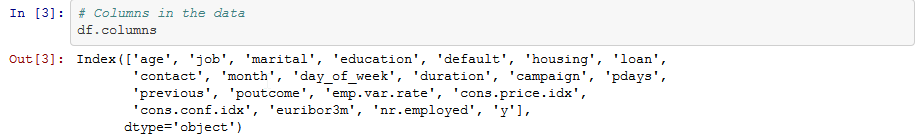 In [3]: # Columns in the data
df.columns
Out[3]: Index(['age', 'job', 'marital', 'education', 'default', 'housing', 'loan',
'contact', 'month', 'day_of_week', 'duration', 'campaign', 'pdays',
'previous', 'poutcome', 'emp.var.rate', 'cons.price.idx',
'cons.conf.idx', 'euribor3m', 'nr.employed', 'y'],
dtype='object')